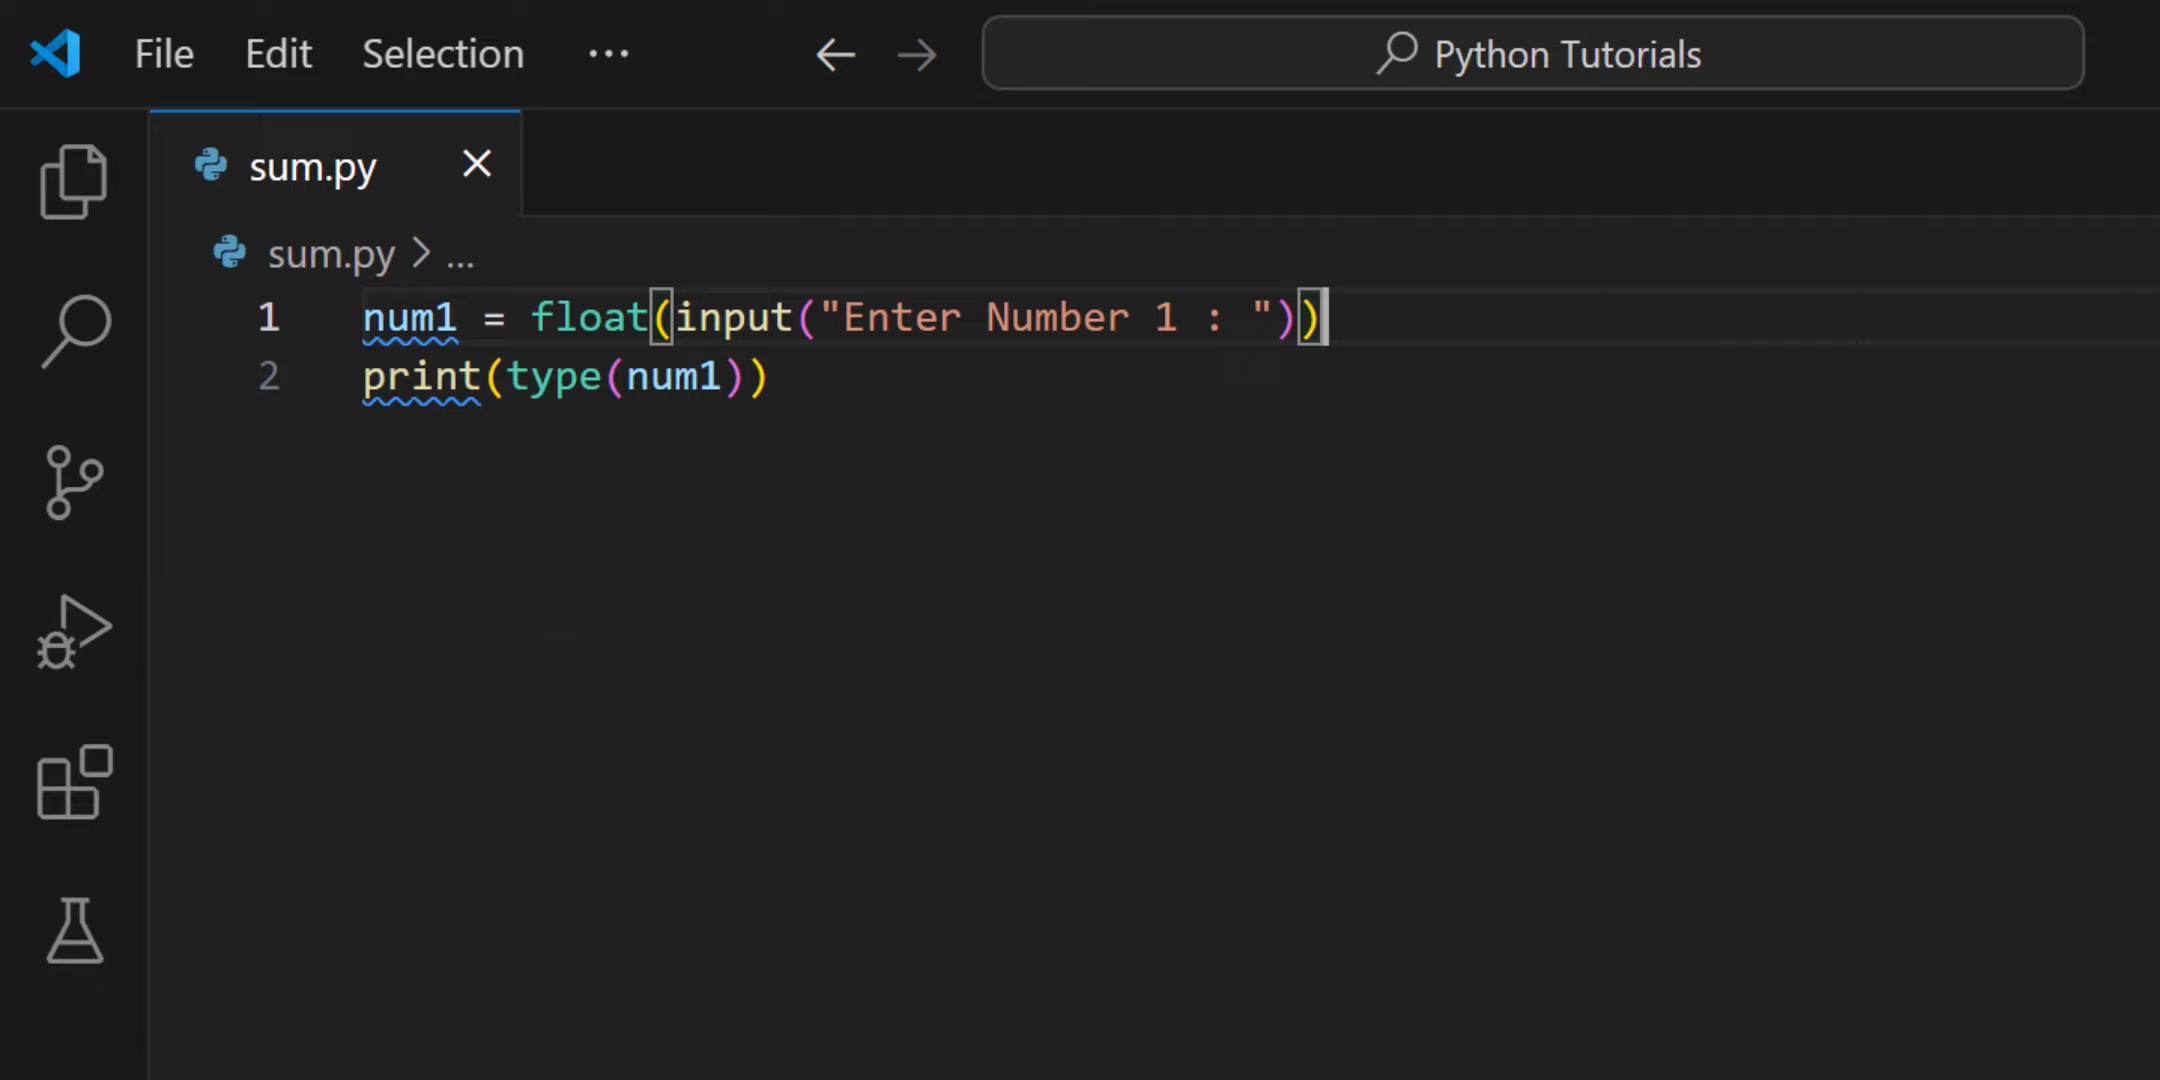 File Edit Selection ··· Python Tutorials
sum.py
sum.py > ...
1 num1 = float(input("Enter Number 1 : "))
2 print(type(num1))